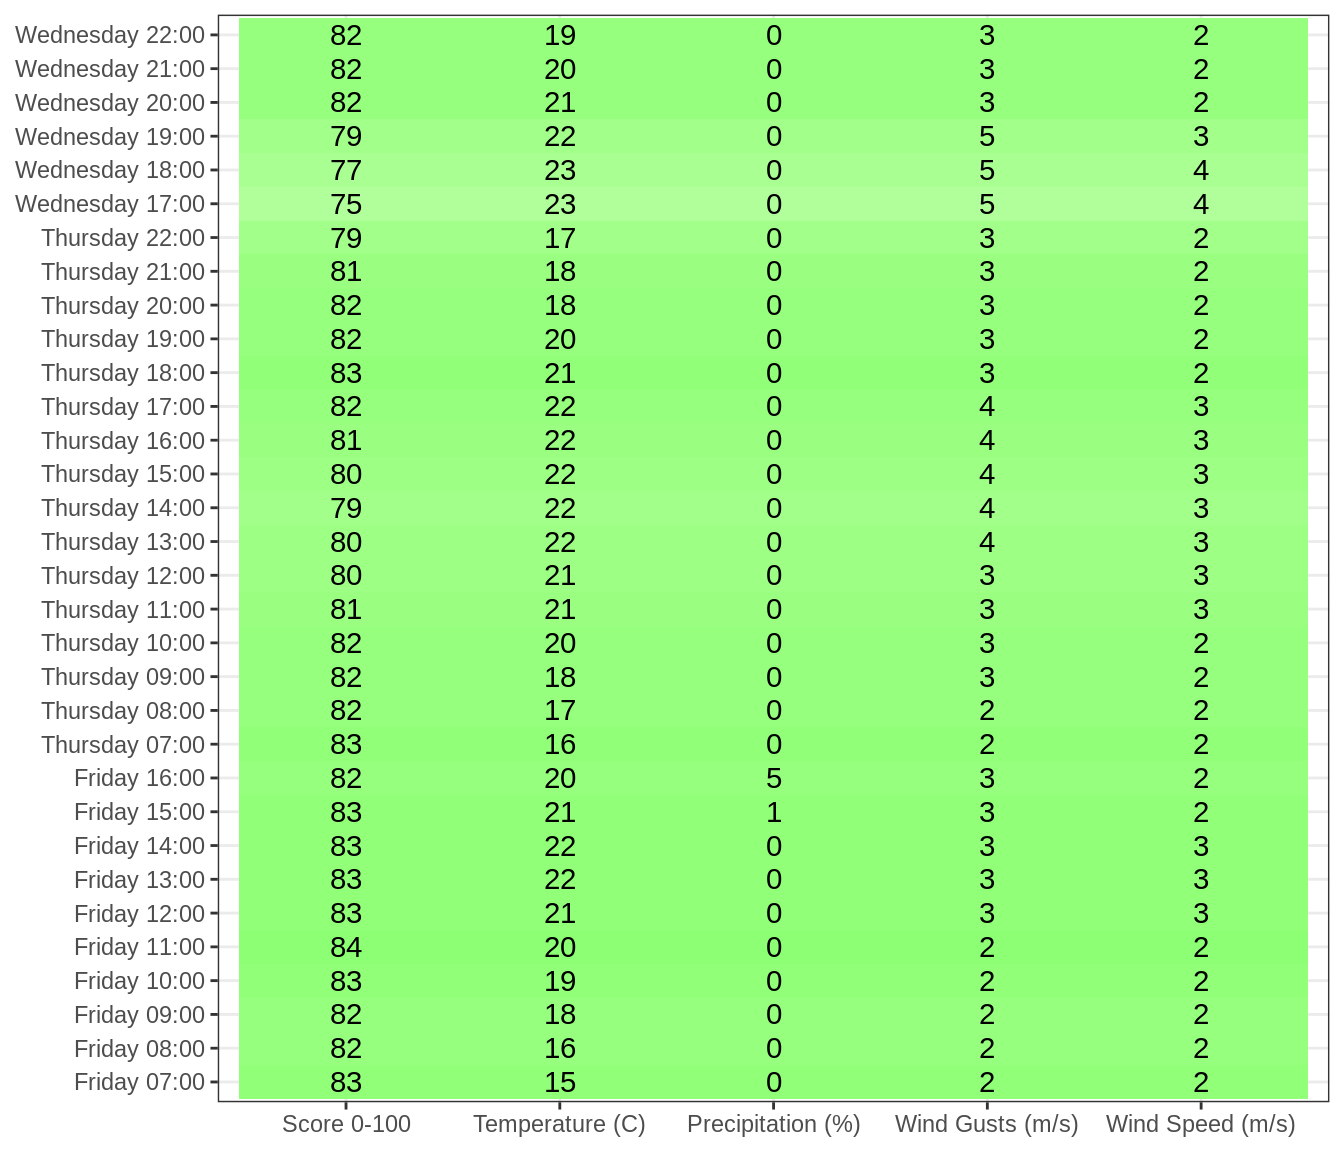 Wednesday 22:00 82 19 0 3 2
Wednesday 21:00 82 20 0 3 2
Wednesday 20:00 82 21 0 3 2
Wednesday 19:00 79 22 0 5 3
Wednesday 18:00 77 23 0 5 4
Wednesday 17:00 75 23 0 5 4
Thursday 22:00 79 17 0 3 2
Thursday 21:00 81 18 0 3 2
Thursday 20:00 82 18 0 3 2
Thursday 19:00 82 20 0 3 2
Thursday 18:00 83 21 0 3 2
Thursday 17:00 82 22 0 4 3
Thursday 16:00 81 22 0 4 3
Thursday 15:00 80 22 0 4 3
Thursday 14:00 79 22 0 4 3
Thursday 13:00 80 22 0 4 3
Thursday 12:00 80 21 0 3 3
Thursday 11:00 81 21 0 3 3
Thursday 10:00 82 20 0 3 2
Thursday 09:00 82 18 0 3 2
Thursday 08:00 82 17 0 2 2
Thursday 07:00 83 16 0 2 2
Friday 16:00 82 20 5 3 2
Friday 15:00 83 21 1 3 2
Friday 14:00 83 22 0 3 3
Friday 13:00 83 22 0 3 3
Friday 12:00 83 21 0 3 3
Friday 11:00 84 20 0 2 2
Friday 10:00 83 19 0 2 2
Friday 09:00 82 18 0 2 2
Friday 08:00 82 16 0 2 2
Friday 07:00 83 15 0 2 2
Score 0-100 Temperature (C) Precipitation (%) Wind Gusts (m/s) Wind Speed (m/s)